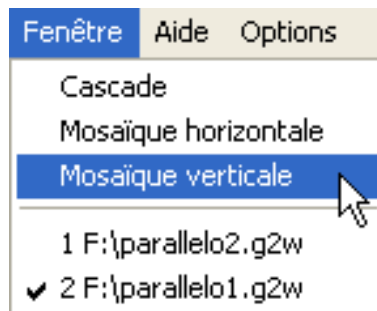 Fenêtre Aide Options
Cascade
Mosaïque horizontale
Mosaïque verticale
1 F:\parallelo2.g2w
2 F:\parallelo1.g2w